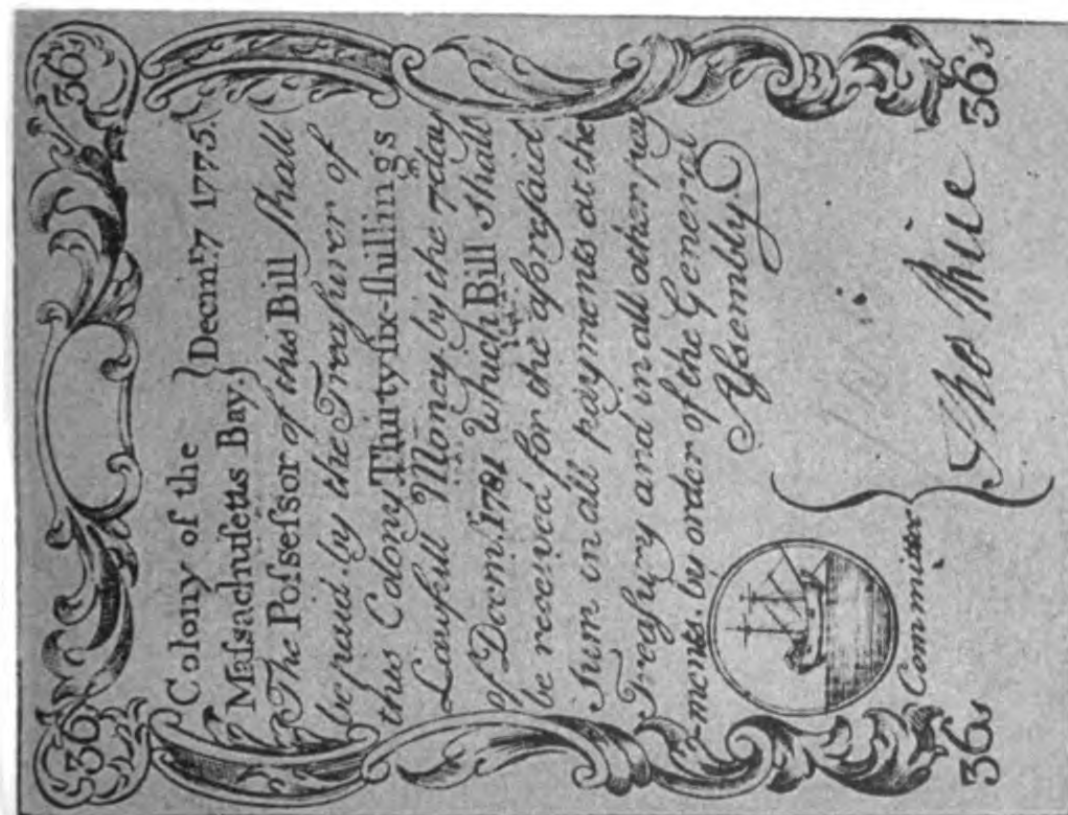 36s 36s
Colony of the
Maſsachuſetts Bay. } Decm.r 7 1775.
The Poſseſsor of this Bill ſhall
be paid by the Treaſurer of
this Colony Thirty ſix-ſhillings
Lawfull Money by the 7 day
of Decm.r 1781 which Bill ſhall
be received for the aforeſaid
Sum in all payments at the
Treaſury and in all other pay
-ments by order of the General
Aſsembly
Committee } Tho
36s 36s